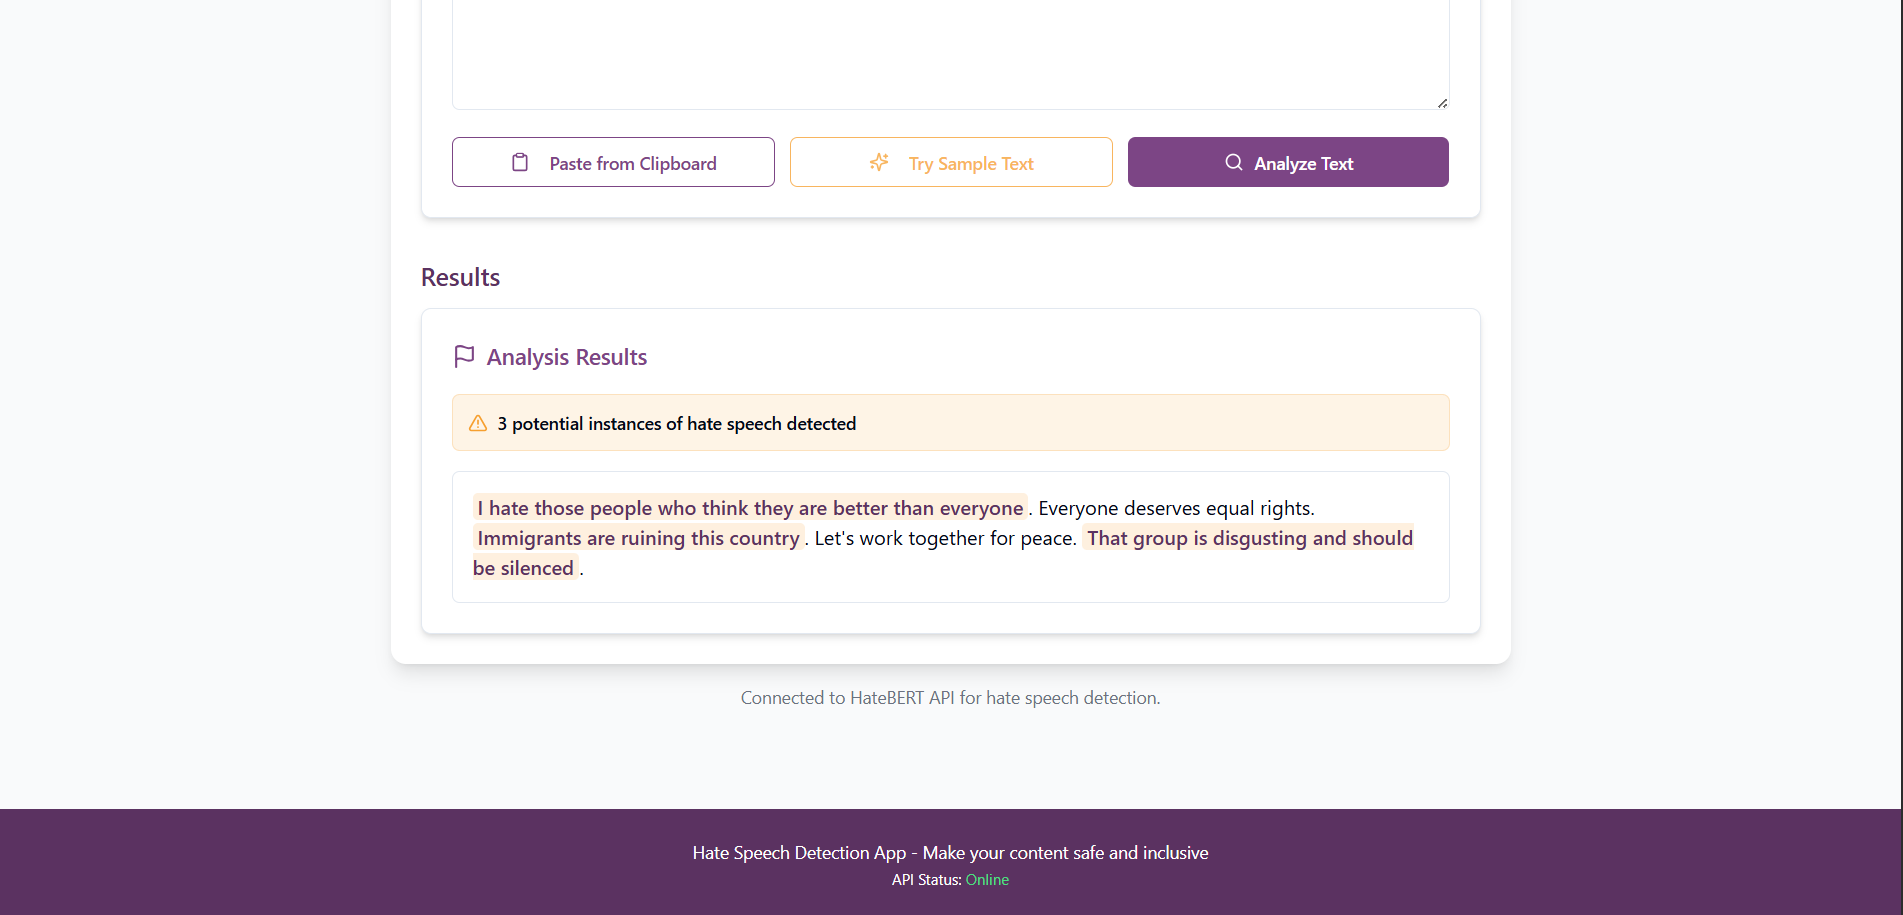 Paste from Clipboard
Try Sample Text
Analyze Text
Results
Analysis Results
3 potential instances of hate speech detected
I hate those people who think they are better than everyone. Everyone deserves equal rights.
Immigrants are ruining this country. Let's work together for peace. That group is disgusting and should
be silenced.
Connected to HateBERT API for hate speech detection.
Hate Speech Detection App - Make your content safe and inclusive
API Status: Online